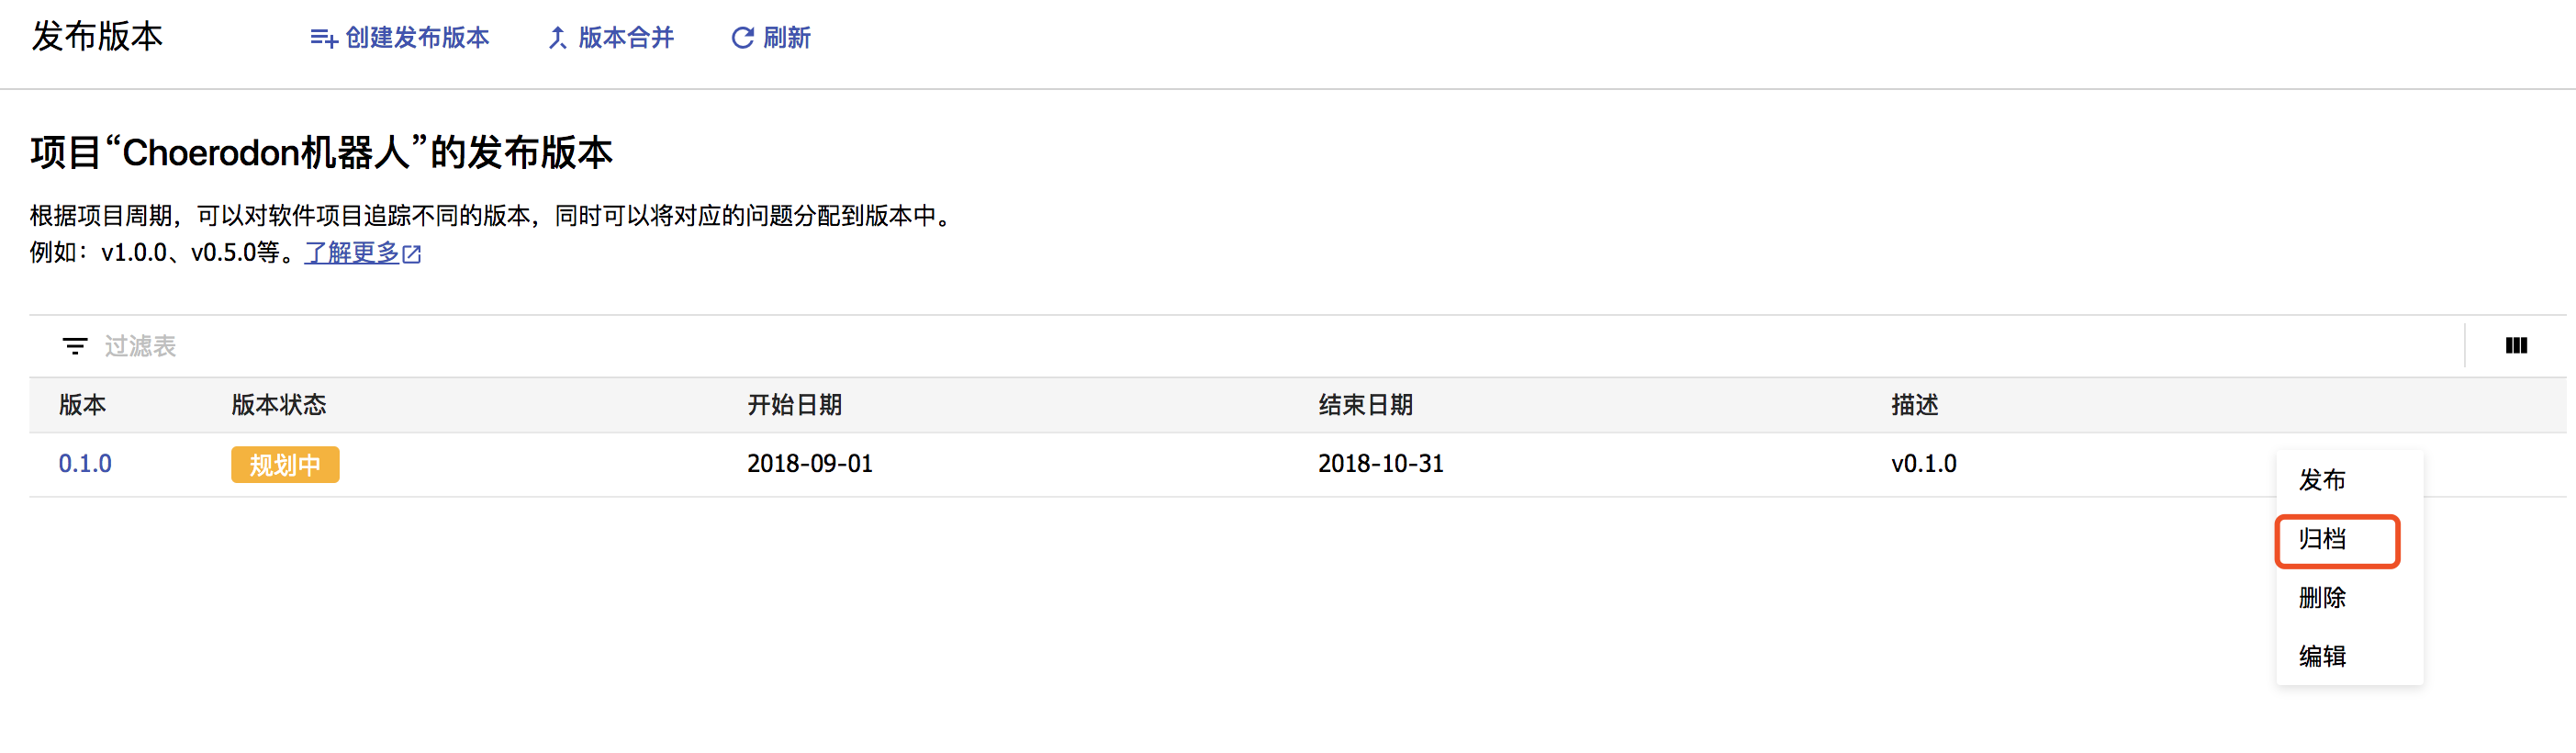 发布版本 创建发布版本 版本合并 刷新
项目“Choerodon机器人”的发布版本
根据项目周期，可以对软件项目追踪不同的版本，同时可以将对应的问题分配到版本中。
例如：v1.0.0、v0.5.0等。了解更多
过滤表
版本 版本状态 开始日期 结束日期 描述
0.1.0 规划中 2018-09-01 2018-10-31 v0.1.0
发布
归档
删除
编辑